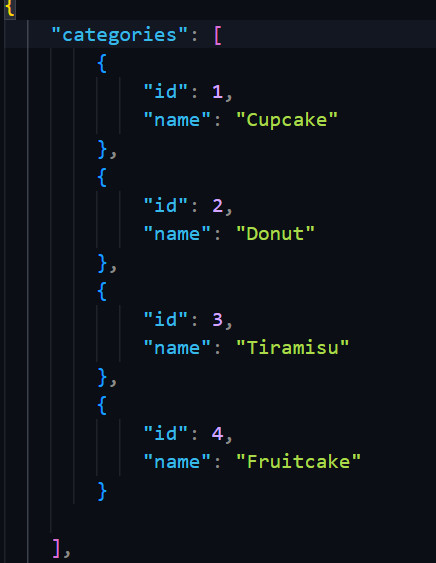 {
"categories": [
{
"id": 1,
"name": "Cupcake"
},
{
"id": 2,
"name": "Donut"
},
{
"id": 3,
"name": "Tiramisu"
},
{
"id": 4,
"name": "Fruitcake"
}
],